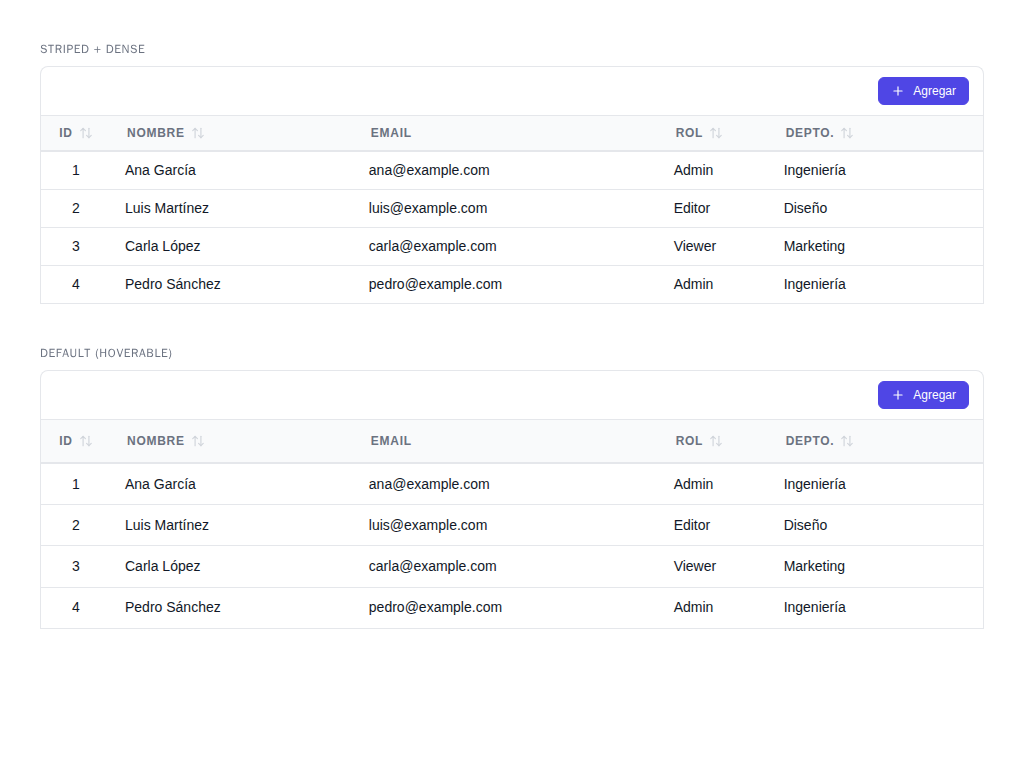 STRIPED + DENSE
Agregar
ID NOMBRE EMAIL ROL DEPTO.
1 Ana García ana@example.com Admin Ingeniería
2 Luis Martínez luis@example.com Editor Diseño
3 Carla López carla@example.com Viewer Marketing
4 Pedro Sánchez pedro@example.com Admin Ingeniería
DEFAULT (HOVERABLE)
Agregar
ID NOMBRE EMAIL ROL DEPTO.
1 Ana García ana@example.com Admin Ingeniería
2 Luis Martínez luis@example.com Editor Diseño
3 Carla López carla@example.com Viewer Marketing
4 Pedro Sánchez pedro@example.com Admin Ingeniería